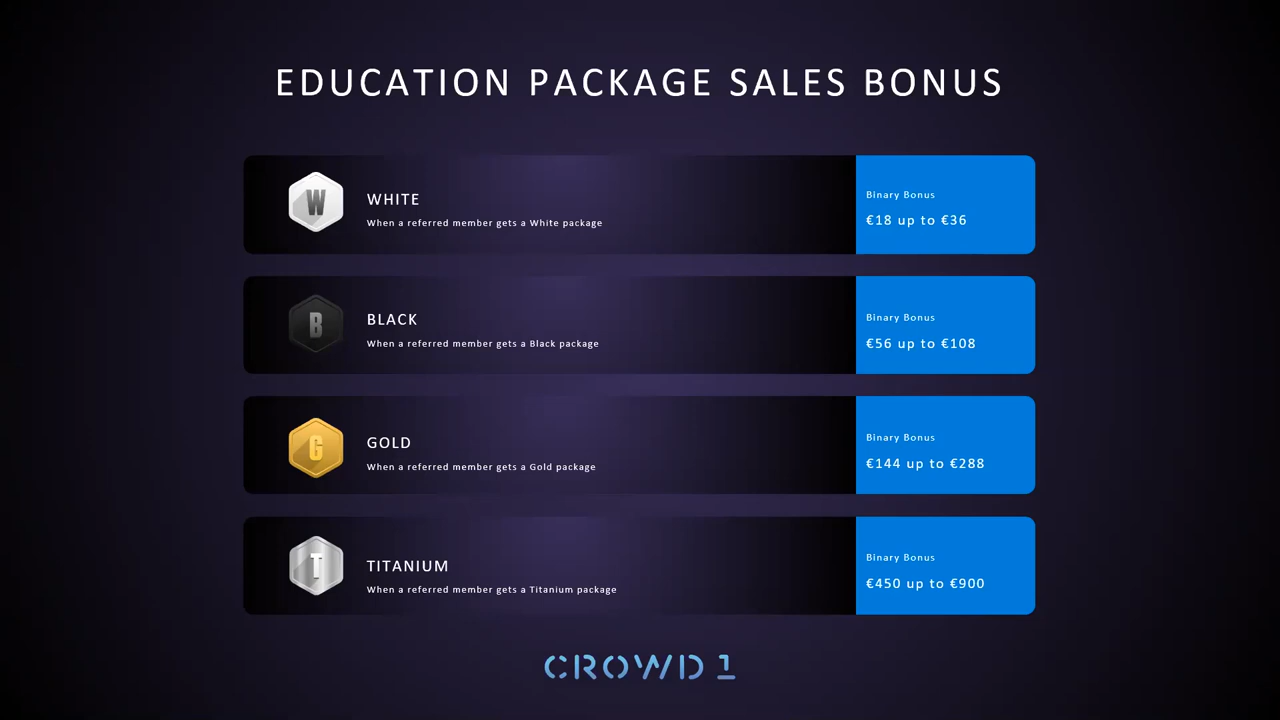 EDUCATION PACKAGE SALES BONUS
W
WHITE
When a referred member gets a White package
Binary Bonus
€18 up to €36
B
BLACK
When a referred member gets a Black package
Binary Bonus
€56 up to €108
G
GOLD
When a referred member gets a Gold package
Binary Bonus
€144 up to €288
T
TITANIUM
When a referred member gets a Titanium package
Binary Bonus
€450 up to €900
CROWD 1